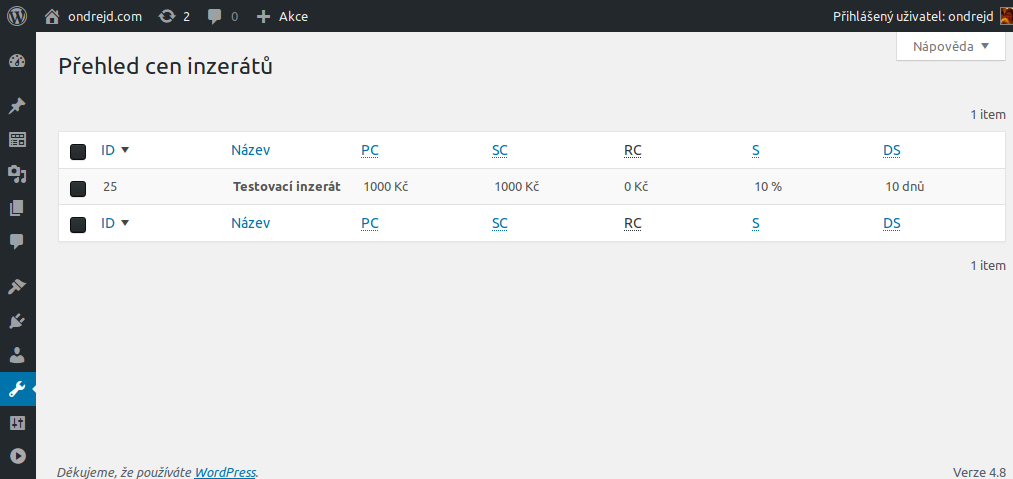 ondrejd.com 2 0 Akce Přihlášený uživatel: ondrejd
Nápověda
Přehled cen inzerátů
1 item
ID Název PC SC RC S DS
25 Testovací inzerát 1000 Kč 1000 Kč 0 Kč 10 % 10 dnů
ID Název PC SC RC S DS
1 item
Děkujeme, že používáte WordPress. Verze 4.8